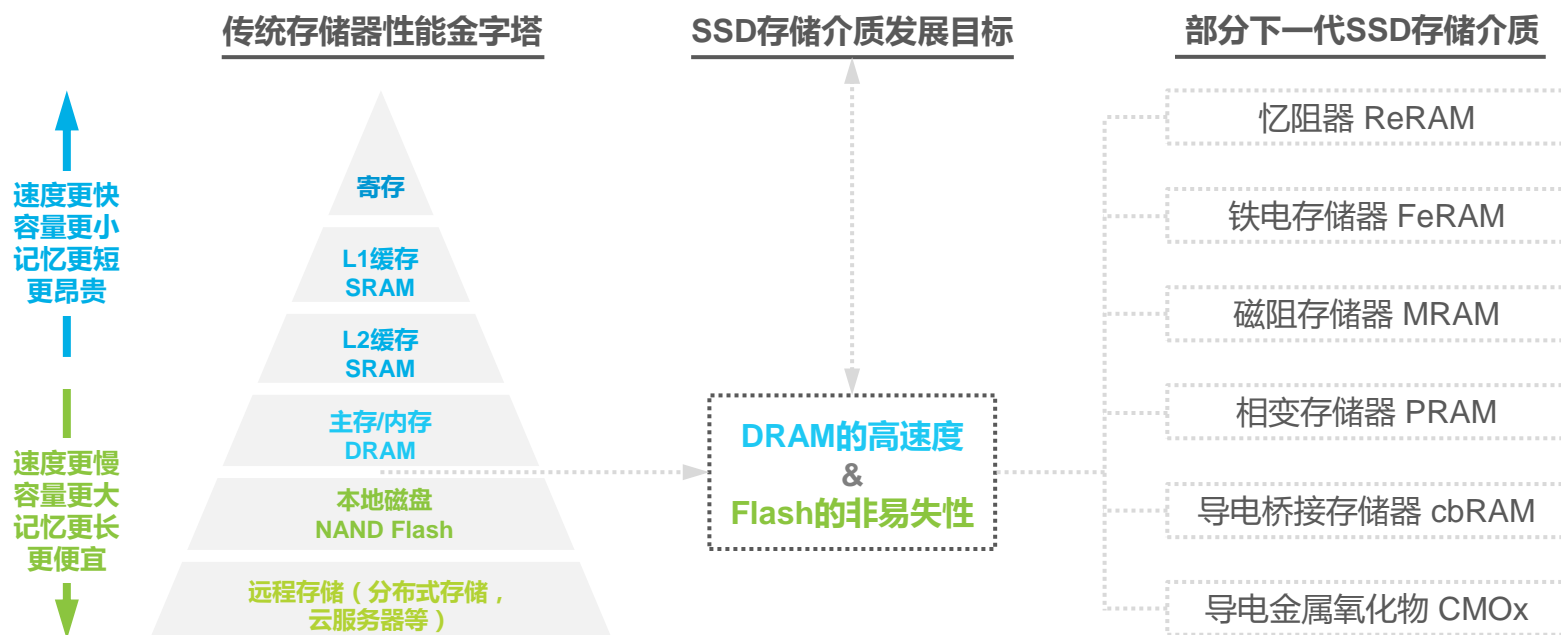 传统存储器性能金字塔
SSD存储介质发展目标
部分下一代SSD存储介质
速度更快
容量更小
记忆更短
更昂贵
速度更慢
容量更大
记忆更长
更便宜
寄存
L1缓存
SRAM
L2缓存
SRAM
主存/内存
DRAM
本地磁盘
NAND Flash
远程存储（分布式存储，
云服务器等）
DRAM的高速度
&
Flash的非易失性
忆阻器 ReRAM
铁电存储器 FeRAM
磁阻存储器 MRAM
相变存储器 PRAM
导电桥接存储器 cbRAM
导电金属氧化物 CMOx